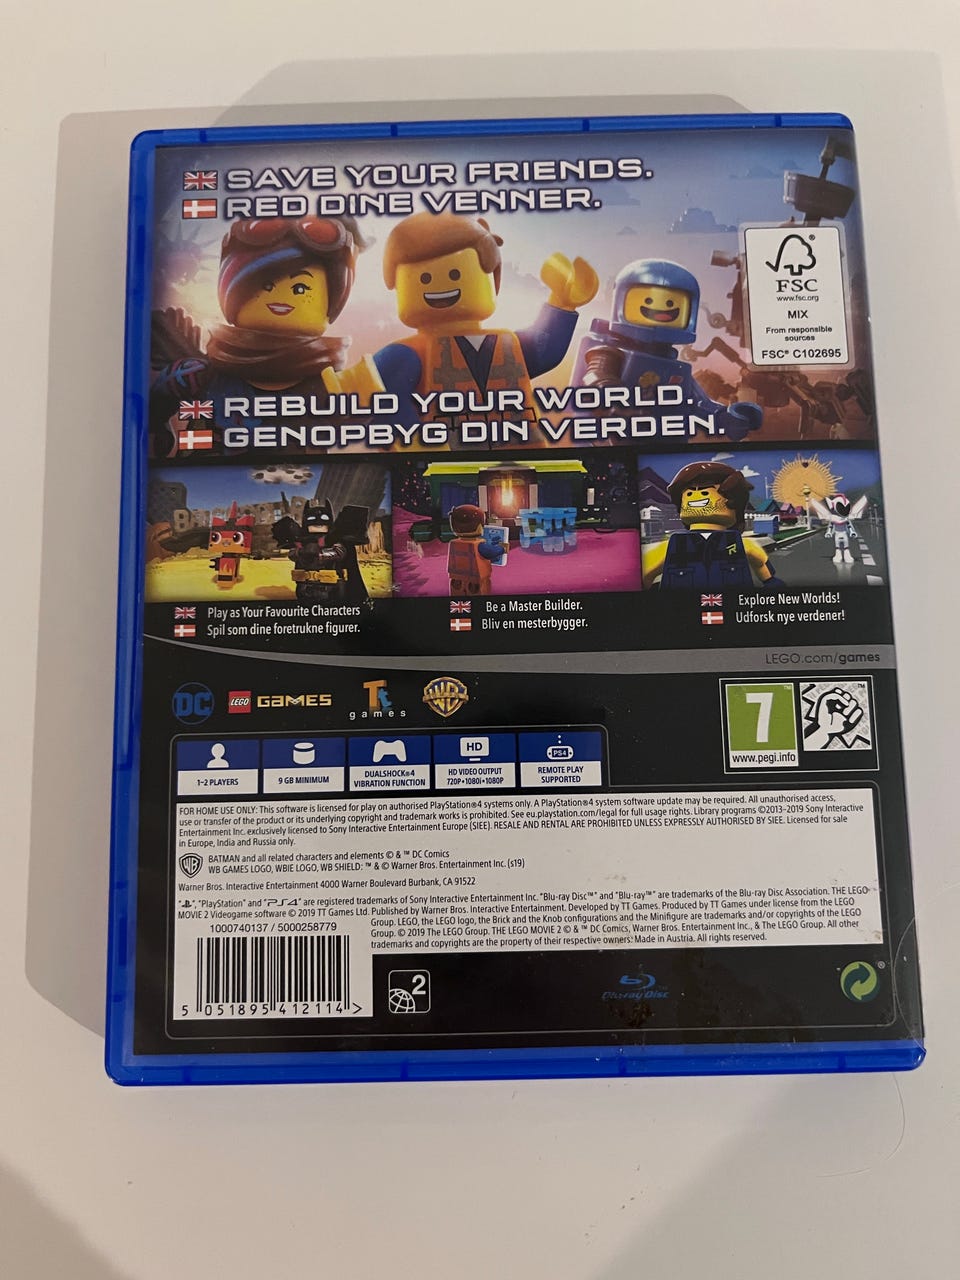 SAVE YOUR FRIENDS.
RED DINE VENNER.
FSC®
www.fsc.org
MIX
From responsible
sources
FSC® C102695
REBUILD YOUR WORLD.
GENOPBYG DIN VERDEN.
Play as Your Favourite Characters
Spil som dine foretrukne figurer.
Be a Master Builder.
Bliv en mesterbygger.
Explore New Worlds!
Udforsk nye verdener!
LEGO.com/games
DC
LEGO GAMES
Tt
games
WB
7
www.pegi.info
1-2 PLAYERS
9 GB MINIMUM
DUALSHOCK®4
VIBRATION FUNCTION
HD
HD VIDEO OUTPUT
720P•1080i•1080P
PS4
REMOTE PLAY
SUPPORTED
FOR HOME USE ONLY: This software is licensed for play on authorised PlayStation®4 systems only. A PlayStation®4 system software update may be required. All unauthorised access,
use or transfer of the product or its underlying copyright and trademark works is prohibited. See eu.playstation.com/legal for full usage rights. Library programs ©2013-2019 Sony Interactive
Entertainment Inc. exclusively licensed to Sony Interactive Entertainment Europe (SIEE). RESALE AND RENTAL ARE PROHIBITED UNLESS EXPRESSLY AUTHORISED BY SIEE. Licensed for sale
in Europe, India and Russia only.
WB
BATMAN and all related characters and elements © & ™ DC Comics
WB GAMES LOGO, WBIE LOGO, WB SHIELD: ™ & © Warner Bros. Entertainment Inc. (s19)
Warner Bros. Interactive Entertainment 4000 Warner Boulevard Burbank, CA 91522
"PlayStation" and "PS4" are registered trademarks of Sony Interactive Entertainment Inc. "Blu-ray Disc™" and "Blu-ray™" are trademarks of the Blu-ray Disc Association. THE LEGO
MOVIE 2 Videogame software © 2019 TT Games Ltd. Published by Warner Bros. Interactive Entertainment. Developed by TT Games. Produced by TT Games under license from the LEGO
Group. LEGO, the LEGO logo, the Brick and the Knob configurations and the Minifigure are trademarks and/or copyrights of the LEGO
Group. © 2019 The LEGO Group. THE LEGO MOVIE 2 © & ™ DC Comics, Warner Bros. Entertainment Inc., & The LEGO Group. All other
trademarks and copyrights are the property of their respective owners. Made in Austria. All rights reserved.
1000740137 / 5000258779
5 051895 412114 >
2
Blu-ray Disc™